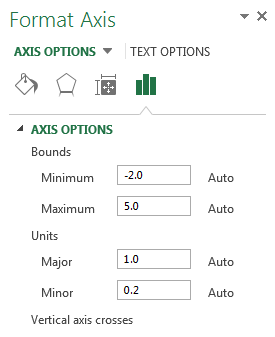 Format Axis
AXIS OPTIONS TEXT OPTIONS
AXIS OPTIONS
Bounds
Minimum -2.0 Auto
Maximum 5.0 Auto
Units
Major 1.0 Auto
Minor 0.2 Auto
Vertical axis crosses